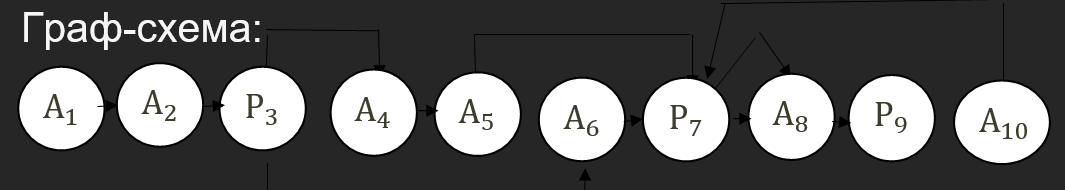 Граф-схема:
A₁ A₂ P₃ A₄ A₅ A₆ P₇ A₈ P₉ A₁₀